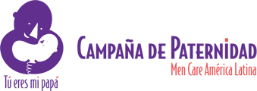 CAMPAÑA DE PATERNIDAD
Men Care América Latina
Tú eres mi papá